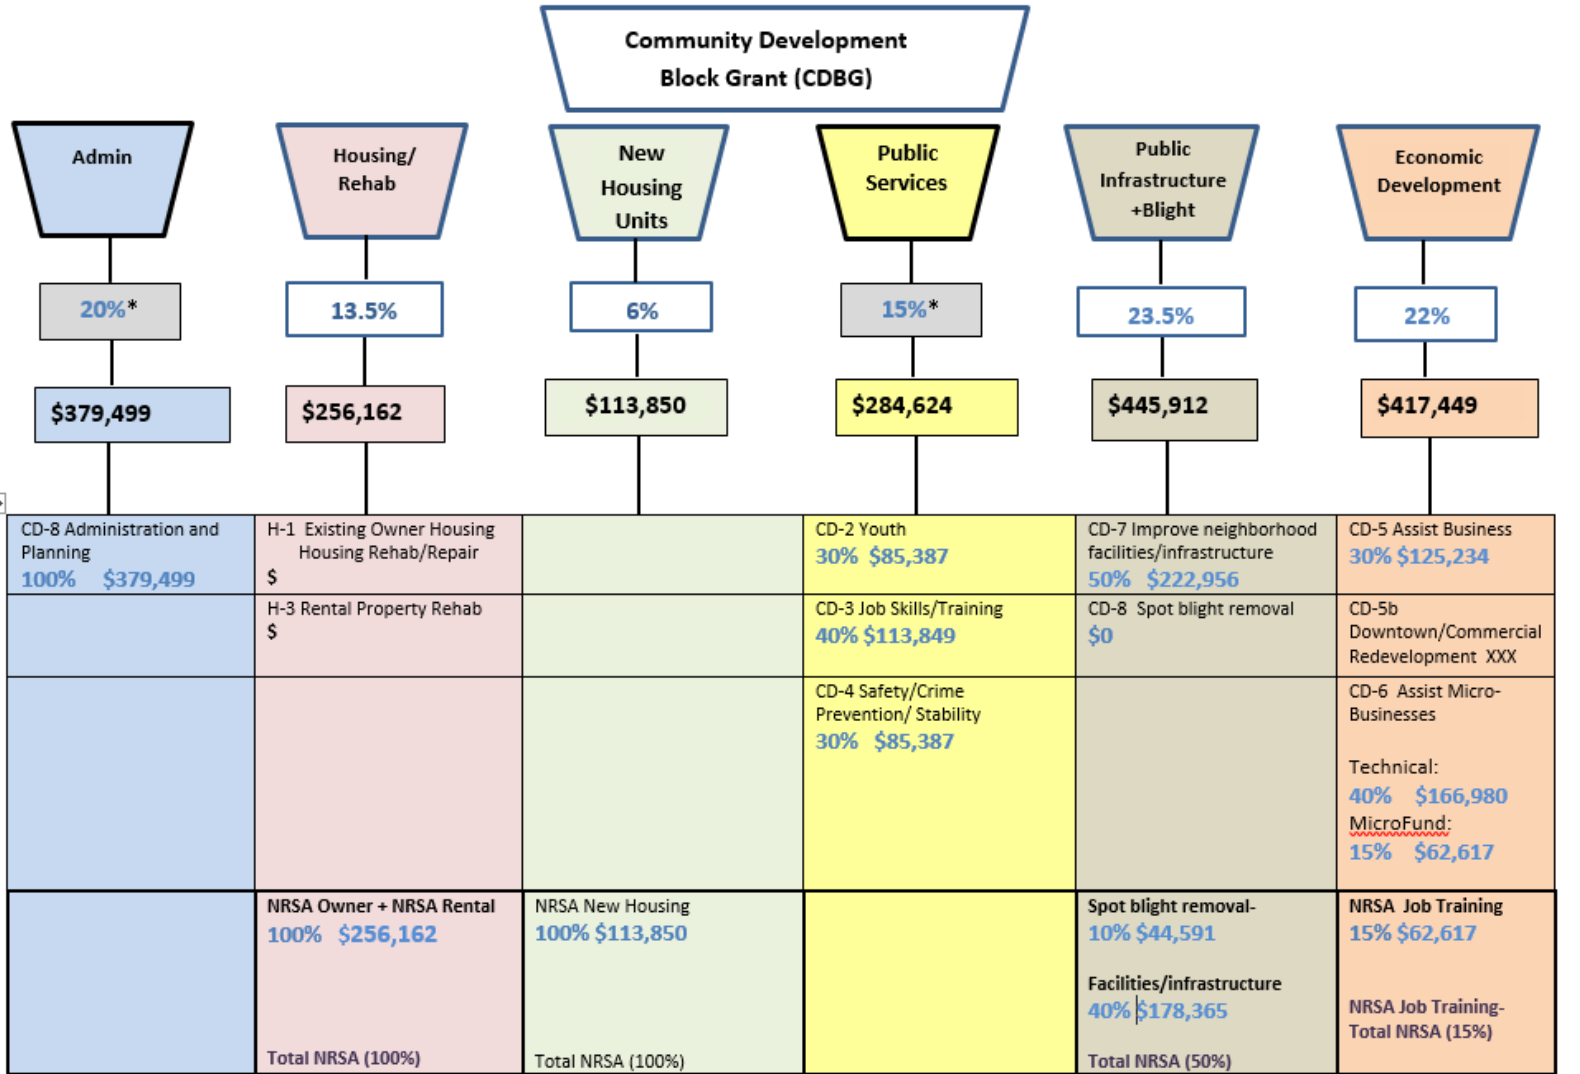 Community Development
Block Grant (CDBG)
Admin
Housing/
Rehab
New
Housing
Units
Public
Services
Public
Infrastructure
+Blight
Economic
Development
20%*
13.5%
6%
15%*
23.5%
22%
$379,499
$256,162
$113,850
$284,624
$445,912
$417,449
CD-8 Administration and
Planning
100% $379,499
H-1 Existing Owner Housing
Housing Rehab/Repair
$
CD-2 Youth
30% $85,387
CD-7 Improve neighborhood
facilities/infrastructure
50% $222,956
CD-5 Assist Business
30% $125,234
H-3 Rental Property Rehab
$
CD-3 Job Skills/Training
40% $113,849
CD-8 Spot blight removal
$0
CD-5b
Downtown/Commercial
Redevelopment XXX
CD-4 Safety/Crime
Prevention/ Stability
30% $85,387
CD-6 Assist Micro-
Businesses
Technical:
40% $166,980
MicroFund:
15% $62,617
NRSA Owner + NRSA Rental
100% $256,162
Total NRSA (100%)
NRSA New Housing
100% $113,850
Total NRSA (100%)
Spot blight removal-
10% $44,591
Facilities/infrastructure
40% $178,365
Total NRSA (50%)
NRSA Job Training
15% $62,617
NRSA Job Training-
Total NRSA (15%)